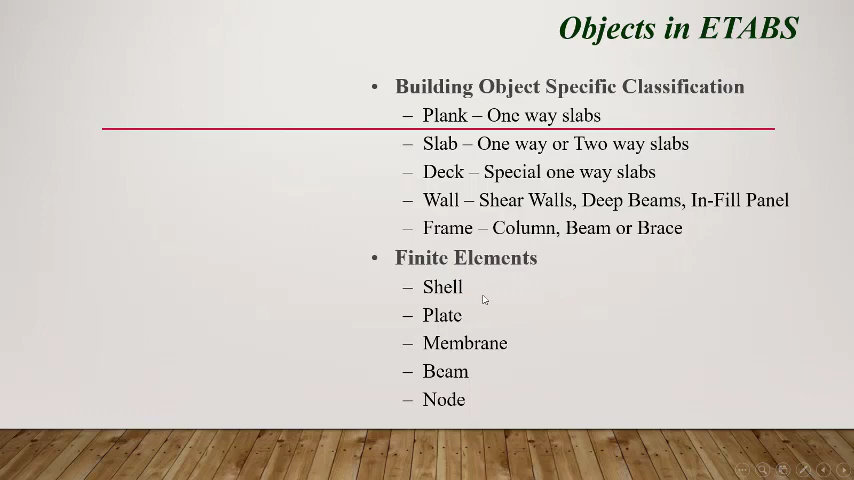 Objects in ETABS
• Building Object Specific Classification
– Plank – One way slabs
– Slab – One way or Two way slabs
– Deck – Special one way slabs
– Wall – Shear Walls, Deep Beams, In-Fill Panel
– Frame – Column, Beam or Brace
• Finite Elements
– Shell
– Plate
– Membrane
– Beam
– Node